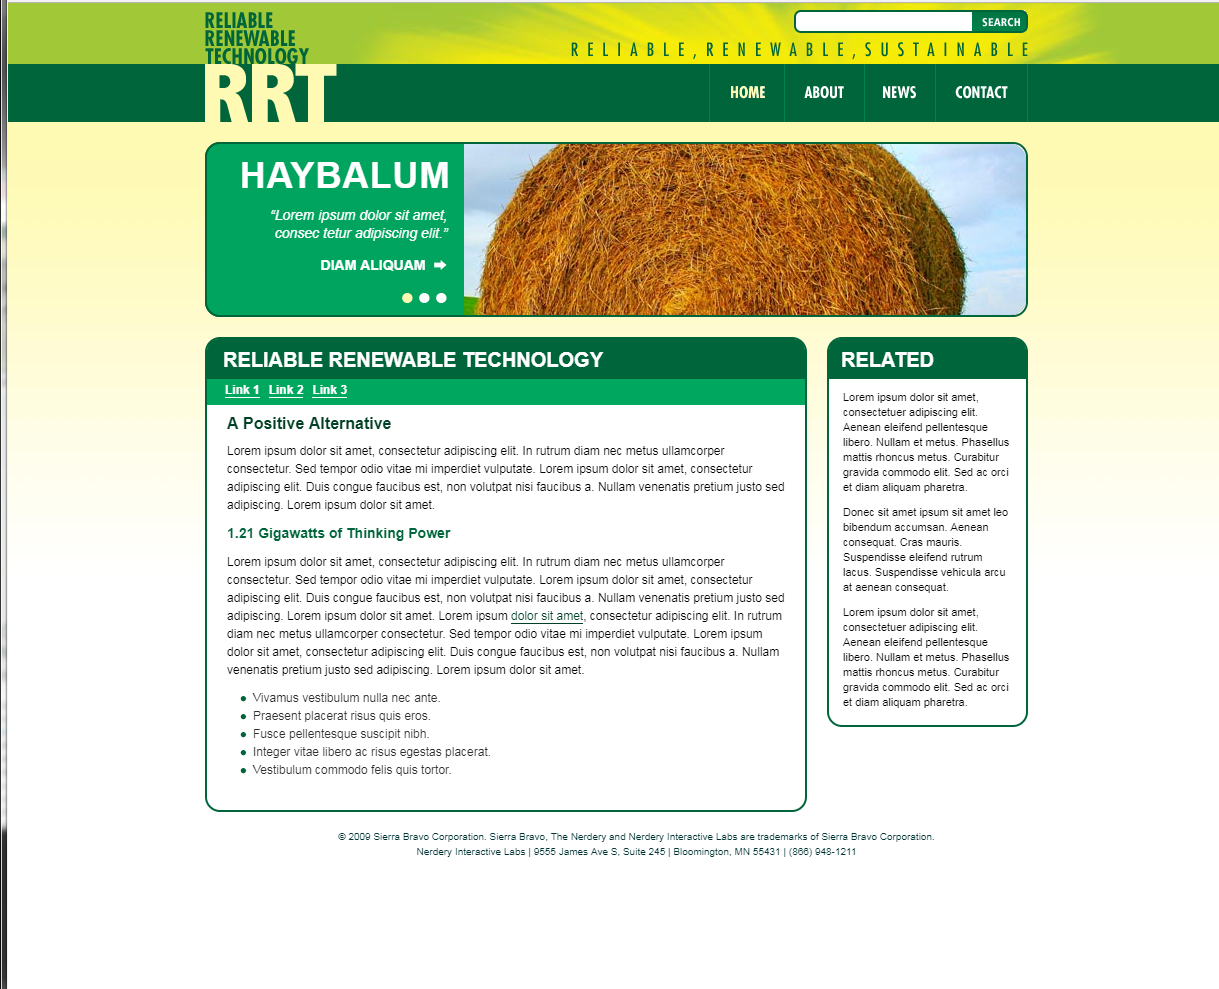 RELIABLE
RENEWABLE
TECHNOLOGY
RRT
SEARCH
RELIABLE, RENEWABLE, SUSTAINABLE
HOME ABOUT NEWS CONTACT
HAYBALUM
“Lorem ipsum dolor sit amet,
consec tetur adipiscing elit.”
DIAM ALIQUAM
RELIABLE RENEWABLE TECHNOLOGY
Link 1 Link 2 Link 3
A Positive Alternative
Lorem ipsum dolor sit amet, consectetur adipiscing elit. In rutrum diam nec metus ullamcorper
consectetur. Sed tempor odio vitae mi imperdiet vulputate. Lorem ipsum dolor sit amet, consectetur
adipiscing elit. Duis congue faucibus est, non volutpat nisi faucibus a. Nullam venenatis pretium justo sed
adipiscing. Lorem ipsum dolor sit amet.
1.21 Gigawatts of Thinking Power
Lorem ipsum dolor sit amet, consectetur adipiscing elit. In rutrum diam nec metus ullamcorper
consectetur. Sed tempor odio vitae mi imperdiet vulputate. Lorem ipsum dolor sit amet, consectetur
adipiscing elit. Duis congue faucibus est, non volutpat nisi faucibus a. Nullam venenatis pretium justo sed
adipiscing. Lorem ipsum dolor sit amet. Lorem ipsum dolor sit amet, consectetur adipiscing elit. In rutrum
diam nec metus ullamcorper consectetur. Sed tempor odio vitae mi imperdiet vulputate. Lorem ipsum
dolor sit amet, consectetur adipiscing elit. Duis congue faucibus est, non volutpat nisi faucibus a. Nullam
venenatis pretium justo sed adipiscing. Lorem ipsum dolor sit amet.
Vivamus vestibulum nulla nec ante.
Praesent placerat risus quis eros.
Fusce pellentesque suscipit nibh.
Integer vitae libero ac risus egestas placerat.
Vestibulum commodo felis quis tortor.
RELATED
Lorem ipsum dolor sit amet,
consectetuer adipiscing elit.
Aenean eleifend pellentesque
libero. Nullam et metus. Phasellus
mattis rhoncus metus. Curabitur
gravida commodo elit. Sed ac orci
et diam aliquam pharetra.
Donec sit amet ipsum sit amet leo
bibendum accumsan. Aenean
consequat. Cras mauris.
Suspendisse eleifend rutrum
lacus. Suspendisse vehicula arcu
at aenean consequat.
Lorem ipsum dolor sit amet,
consectetuer adipiscing elit.
Aenean eleifend pellentesque
libero. Nullam et metus. Phasellus
mattis rhoncus metus. Curabitur
gravida commodo elit. Sed ac orci
et diam aliquam pharetra.
© 2009 Sierra Bravo Corporation. Sierra Bravo, The Nerdery and Nerdery Interactive Labs are trademarks of Sierra Bravo Corporation.
Nerdery Interactive Labs | 9555 James Ave S, Suite 245 | Bloomington, MN 55431 | (866) 948-1211